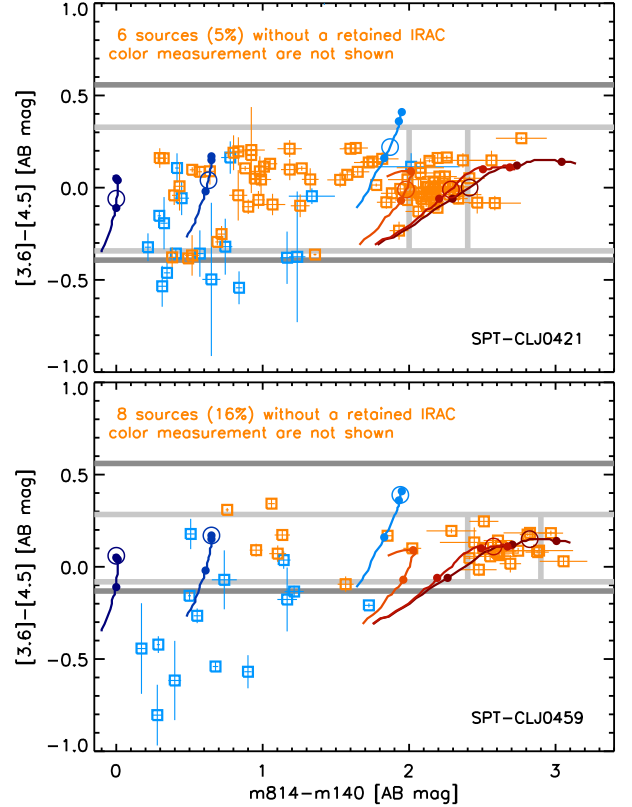 1.0
6 sources (5%) without a retained IRAC
color measurement are not shown
0.5
0.0
−0.5
−1.0
[3.6]−[4.5] [AB mag]
SPT−CLJ0421
1.0
8 sources (16%) without a retained IRAC
color measurement are not shown
0.5
0.0
−0.5
−1.0
[3.6]−[4.5] [AB mag]
SPT−CLJ0459
0 1 2 3
m814−m140 [AB mag]